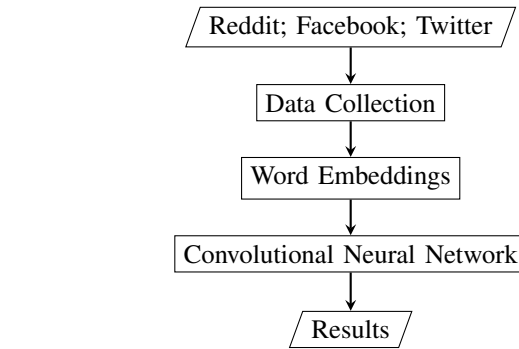 Reddit; Facebook; Twitter
Data Collection
Word Embeddings
Convolutional Neural Network
Results